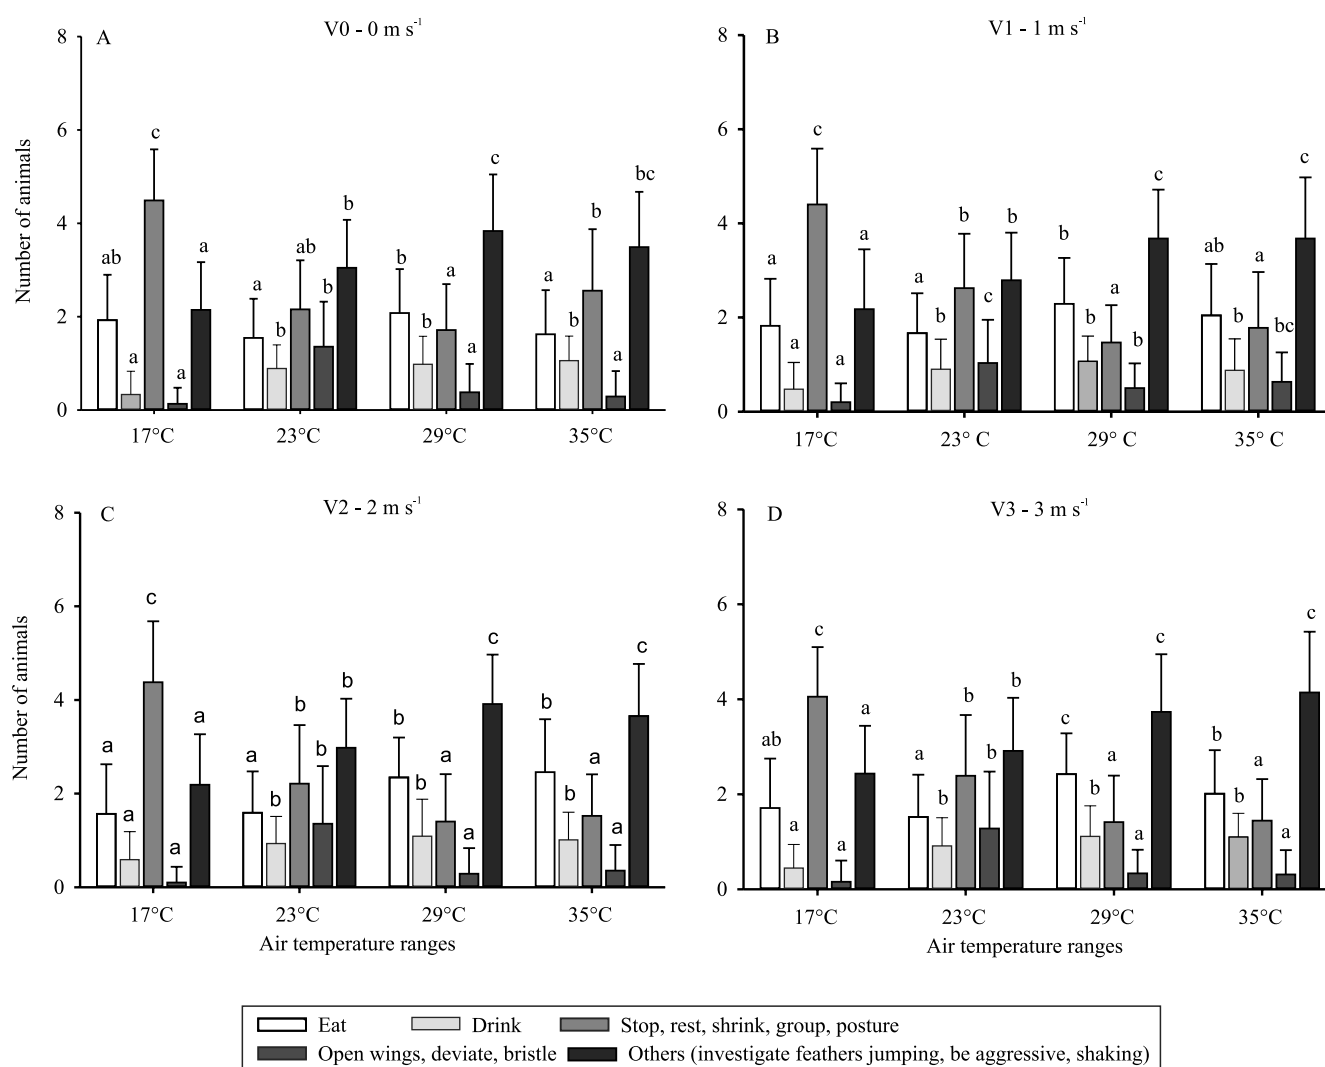 V0 - 0 m s-1
A
Number of animals
8
6
4
2
0
ab a c a a
a b ab b b
b b a a c
a b b a bc
17°C 23°C 29°C 35°C
V1 - 1 m s-1
B
8
6
4
2
0
a a c a a
a b b c b
b b a b c
ab b a bc c
17°C 23° C 29° C 35° C
V2 - 2 m s-1
C
Number of animals
8
6
4
2
0
a a c a a
a b b b b
b b a a c
b b a a c
17°C 23°C 29°C 35°C
Air temperature ranges
V3 - 3 m s-1
D
8
6
4
2
0
ab a c a a
a b b b b
c b a a c
b b a a c
17°C 23°C 29°C 35°C
Air temperature ranges
Eat Drink Stop, rest, shrink, group, posture
Open wings, deviate, bristle Others (investigate feathers jumping, be aggressive, shaking)